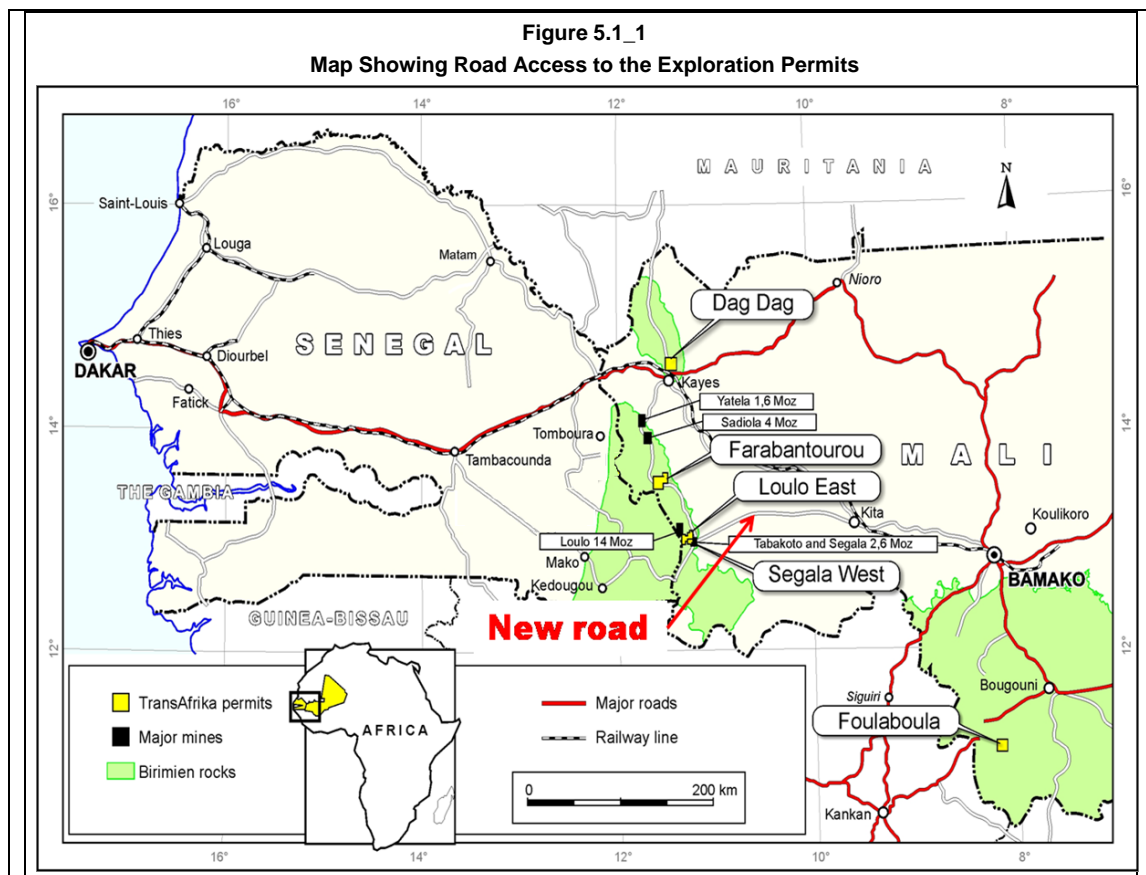 Figure 5.1_1
Map Showing Road Access to the Exploration Permits
16°
14°
12°
10°
8°
MAURITANIA
N
16°
16°
Saint-Louis
Louga
Matam
Nioro
Dag Dag
Thies
SENEGAL
DAKAR
Diourbel
Kayes
Fatick
Yatela 1,6 Moz
14°
14°
Sadiola 4 Moz
Tomboura
Farabantourou
MALI
Tambacounda
THE GAMBIA
Loulo East
Kita
Koulikoro
Loulo 14 Moz
Tabakoto and Segala 2,6 Moz
Mako
BAMAKO
Segala West
Kedougou
GUINEA-BISSAU
New road
12°
12°
TransAfrika permits
Major mines
Birimien rocks
AFRICA
Major roads
Railway line
0
200 km
Siguiri
Bougouni
Foulaboula
Kankan
16°
14°
12°
10°
8°